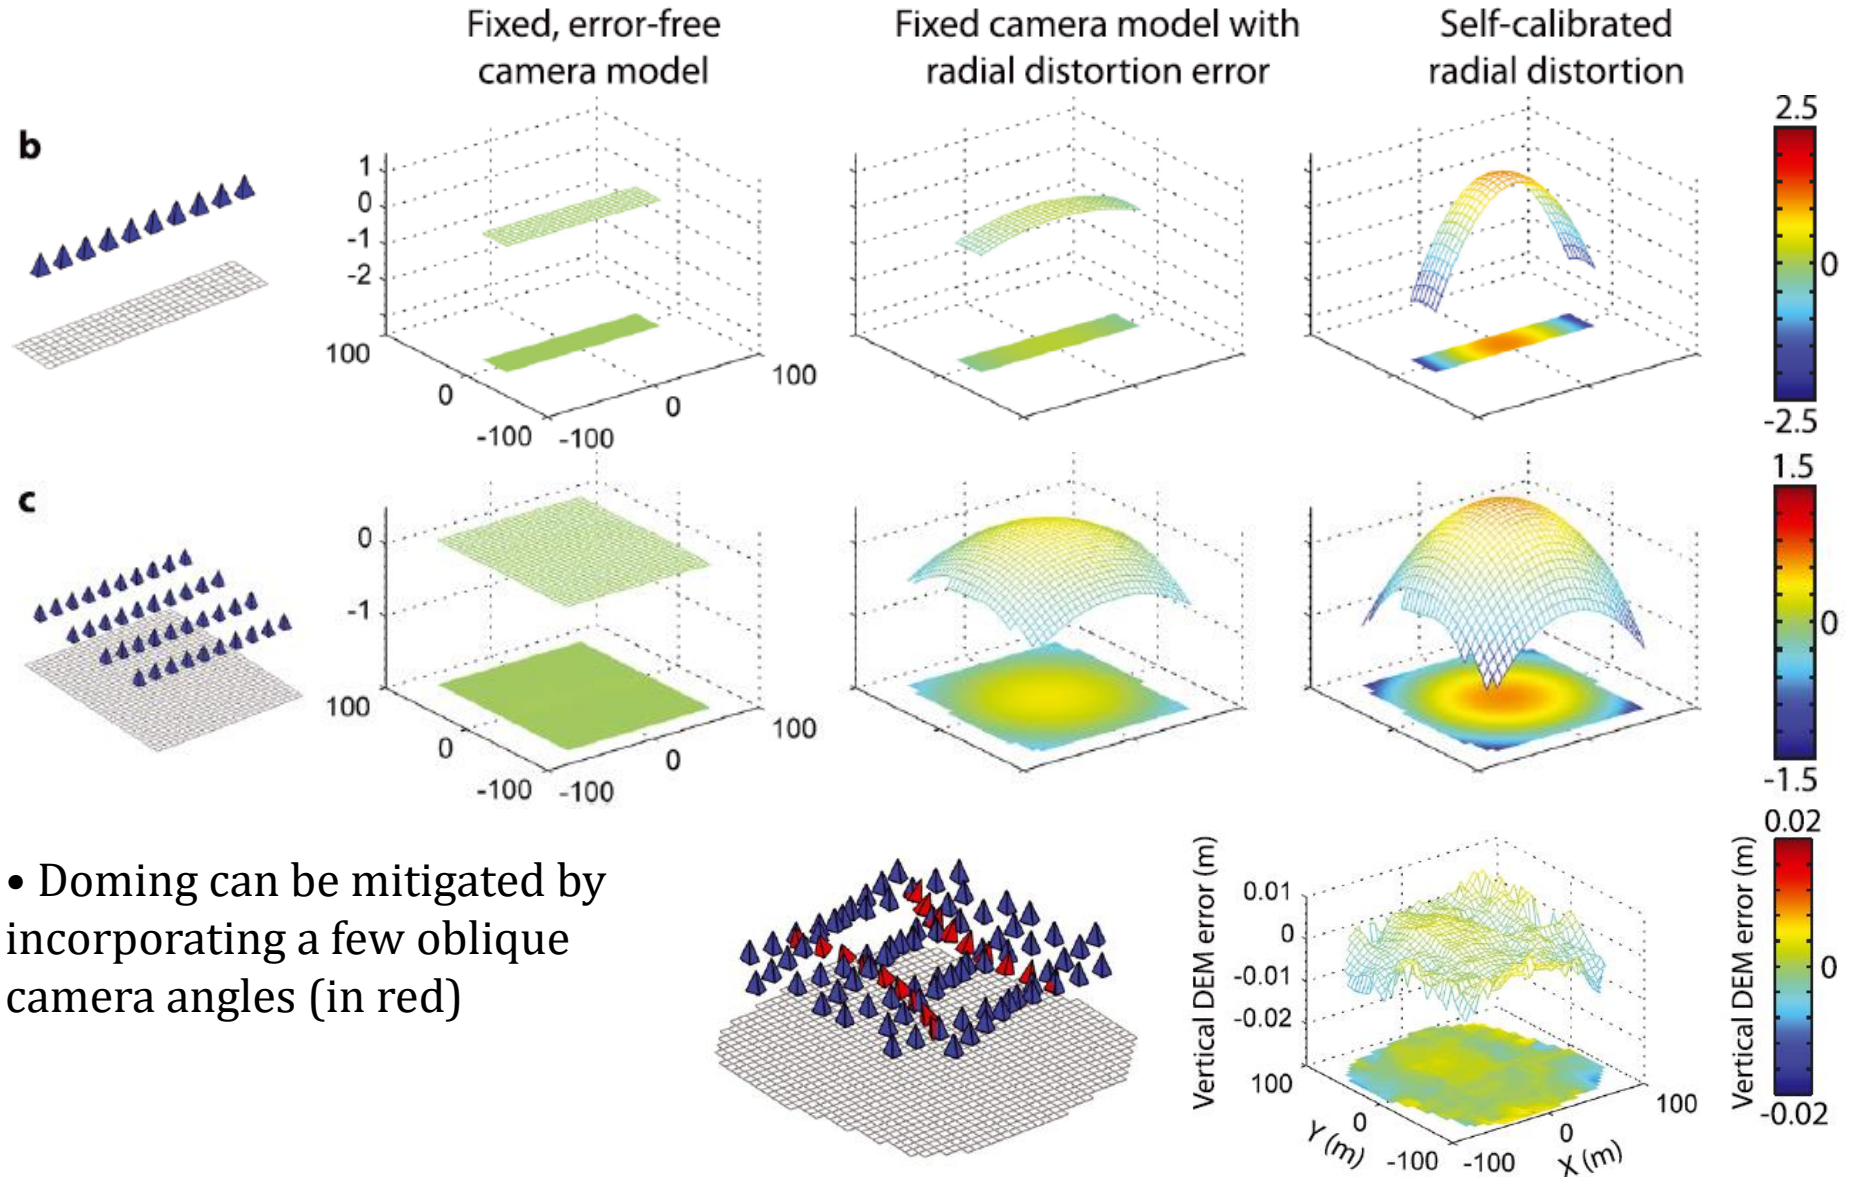 Fixed, error-free
camera model
Fixed camera model with
radial distortion error
Self-calibrated
radial distortion
b
1
0
-1
-2
100
0
-100
-100
0
100
2.5
0
-2.5
c
0
-1
100
0
-100
-100
0
100
1.5
0
-1.5
• Doming can be mitigated by
incorporating a few oblique
camera angles (in red)
Vertical DEM error (m)
0.01
0
-0.01
-0.02
100
0
-100
Y (m)
-100
0
100
X (m)
Vertical DEM error (m)
0.02
0
-0.02